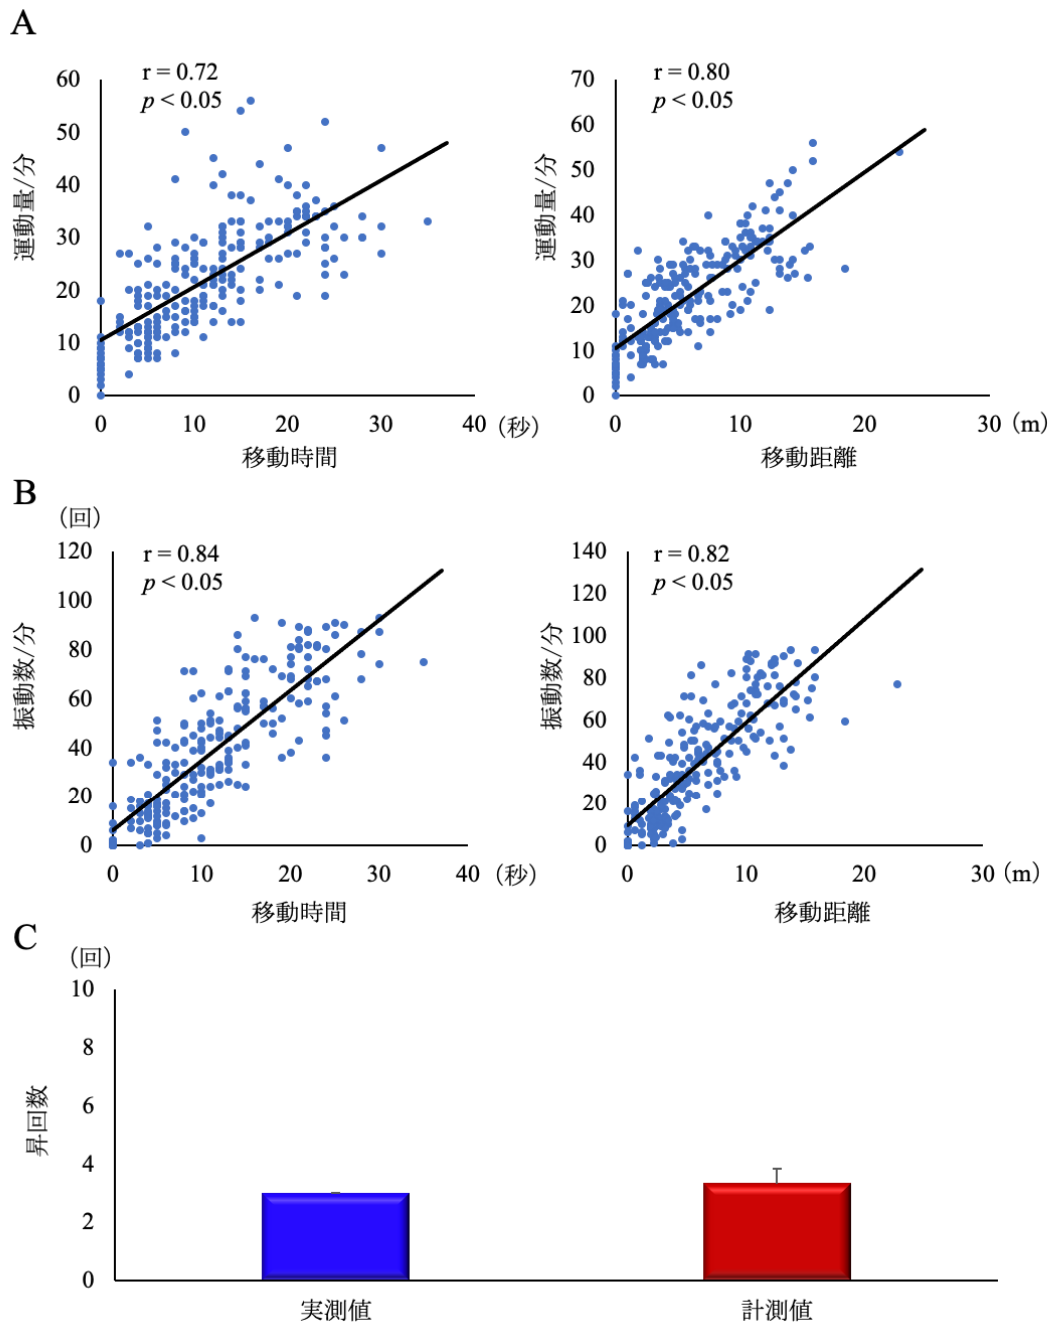 A
r = 0.72
p < 0.05
運動量/分
60
50
40
30
20
10
0
0 10 20 30 40 (秒)
移動時間
r = 0.80
p < 0.05
運動量/分
70
60
50
40
30
20
10
0
0 10 20 30 (m)
移動距離
B
(回)
r = 0.84
p < 0.05
振動数/分
120
100
80
60
40
20
0
0 10 20 30 40 (秒)
移動時間
r = 0.82
p < 0.05
振動数/分
140
120
100
80
60
40
20
0
0 10 20 30 (m)
移動距離
C
(回)
昇回数
10
8
6
4
2
0
実測値 計測値